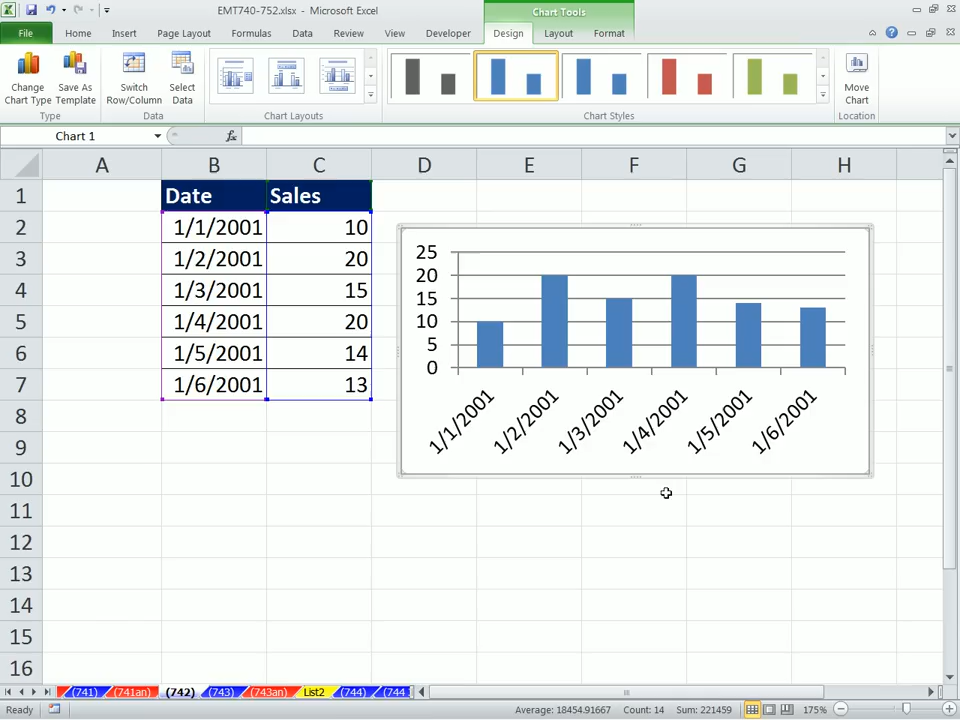 EMT740-752.xlsx - Microsoft Excel
Chart Tools
File Home Insert Page Layout Formulas Data Review View Developer Design Layout Format
Change Chart Type
Save As Template
Switch Row/Column
Select Data
Move Chart
Type
Data
Chart Layouts
Chart Styles
Location
Chart 1
fx
A B C D E F G H
1 Date Sales
2 1/1/2001 10
3 1/2/2001 20
4 1/3/2001 15
5 1/4/2001 20
6 1/5/2001 14
7 1/6/2001 13
8
9
10
11
12
13
14
15
16
25
20
15
10
5
0
1/1/2001 1/2/2001 1/3/2001 1/4/2001 1/5/2001 1/6/2001
(741) (741an) (742) (743) (743an) List2 (744) (744
Ready Average: 18454.91667 Count: 14 Sum: 221459 175%